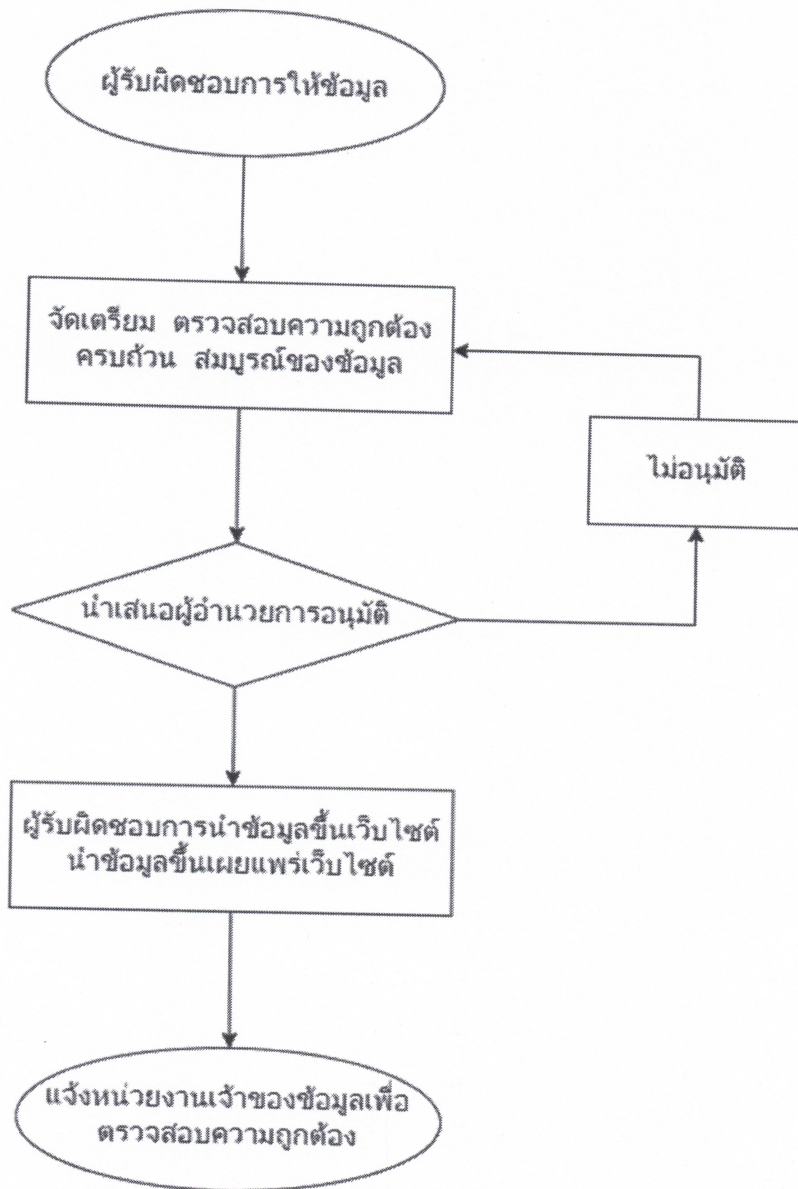 ผู้รับผิดชอบการให้ข้อมูล
จัดเตรียม ตรวจสอบความถูกต้อง
ครบถ้วน สมบูรณ์ของข้อมูล
ไม่อนุมัติ
นำเสนอผู้อำนวยการอนุมัติ
ผู้รับผิดชอบการนำข้อมูลขึ้นเว็บไซต์
นำข้อมูลขึ้นเผยแพร่เว็บไซต์
แจ้งหน่วยงานเจ้าของข้อมูลเพื่อ
ตรวจสอบความถูกต้อง